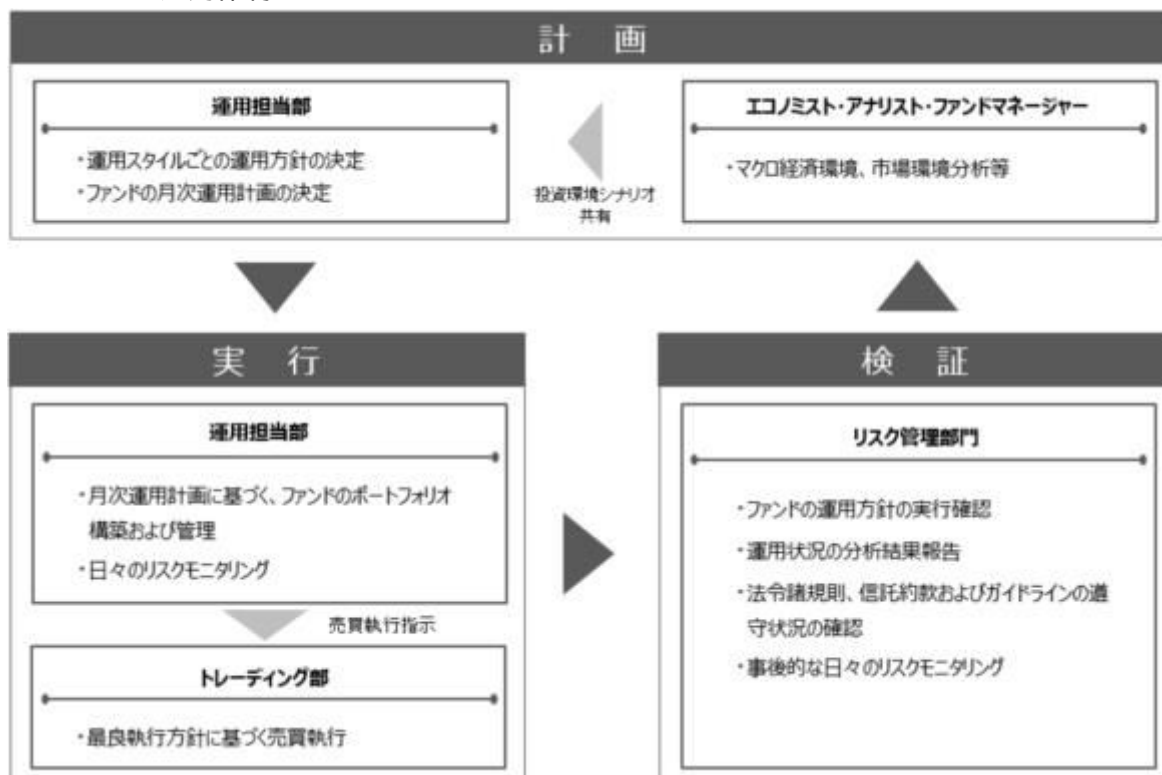 計 画
運用担当部
・運用スタイルごとの運用方針の決定
・ファンドの月次運用計画の決定
投資環境シナリオ
共有
エコノミスト・アナリスト・ファンドマネージャー
・マクロ経済環境、市場環境分析等
実 行
運用担当部
・月次運用計画に基づく、ファンドのポートフォリオ
構築および管理
・日々のリスクモニタリング
売買執行指示
トレーディング部
・最良執行方針に基づく売買執行
検 証
リスク管理部門
・ファンドの運用方針の実行確認
・運用状況の分析結果報告
・法令諸規則、信託約款およびガイドラインの遵
守状況の確認
・事後的な日々のリスクモニタリング